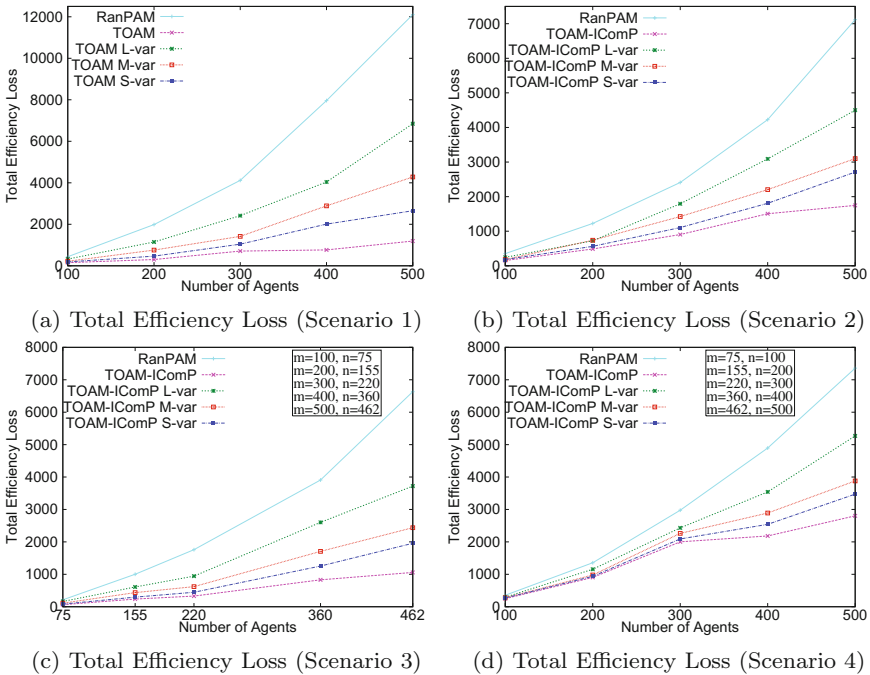 12000
10000
8000
6000
4000
2000
0
Total Efficiency Loss
RanPAM
TOAM
TOAM L-var
TOAM M-var
TOAM S-var
100 200 300 400 500
Number of Agents
(a) Total Efficiency Loss (Scenario 1)
7000
6000
5000
4000
3000
2000
1000
0
Total Efficiency Loss
RanPAM
TOAM-IComP
TOAM-IComP L-var
TOAM-IComP M-var
TOAM-IComP S-var
100 200 300 400 500
Number of Agents
(b) Total Efficiency Loss (Scenario 2)
8000
7000
6000
5000
4000
3000
2000
1000
0
Total Efficiency Loss
RanPAM
TOAM-IComP
TOAM-IComP L-var
TOAM-IComP M-var
TOAM-IComP S-var
m=100, n=75
m=200, n=155
m=300, n=220
m=400, n=360
m=500, n=462
75 155 220 360 462
Number of Agents
(c) Total Efficiency Loss (Scenario 3)
8000
7000
6000
5000
4000
3000
2000
1000
0
Total Efficiency Loss
RanPAM
TOAM-IComP
TOAM-IComP L-var
TOAM-IComP M-var
TOAM-IComP S-var
m=75, n=100
m=155, n=200
m=220, n=300
m=360, n=400
m=462, n=500
100 200 300 400 500
Number of Agents
(d) Total Efficiency Loss (Scenario 4)